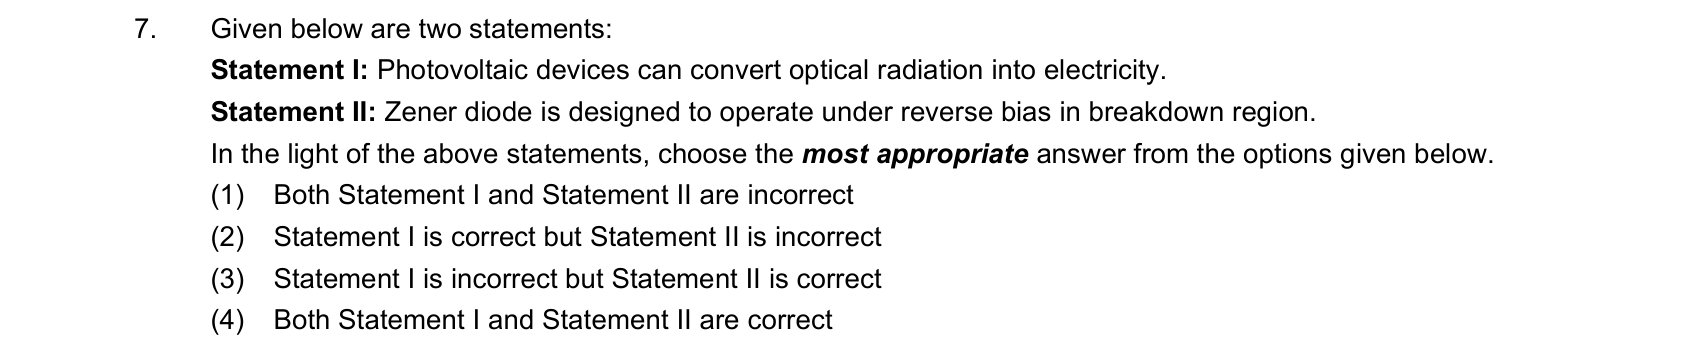 7. Given below are two statements:
Statement I: Photovoltaic devices can convert optical radiation into electricity.
Statement II: Zener diode is designed to operate under reverse bias in breakdown region.
In the light of the above statements, choose the most appropriate answer from the options given below.
(1) Both Statement I and Statement II are incorrect
(2) Statement I is correct but Statement II is incorrect
(3) Statement I is incorrect but Statement II is correct
(4) Both Statement I and Statement II are correct